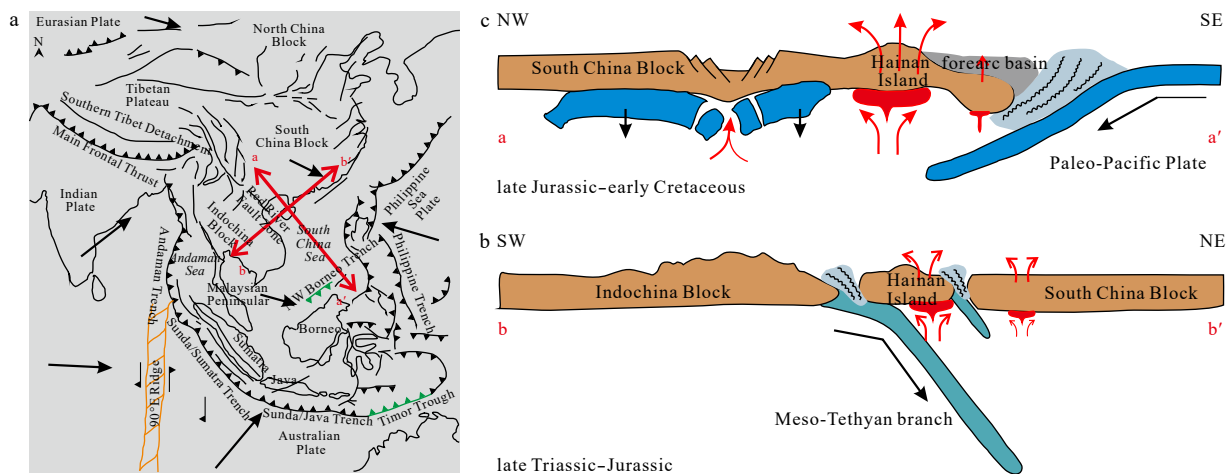 a
Eurasian Plate
N
North China
Block
Tibetan
Plateau
Southern Tibet Detachment
Main Frontal Thrust
South
China Block
a
b′
Indian
Plate
Red River
Fault Zone
Indochina
Block
South
China
Sea
Philippine
Sea
Plate
Andaman
Sea
b
Andaman Trench
Malaysian
Peninsular
NW Borneo Trench
a′
Philippine Trench
Borneo
Sumatra
Java
90°E Ridge
Sunda/Sumatra Trench
Sunda/Java Trench
Timor Trough
Australian
Plate
c
NW
SE
South China Block
Hainan
Island
forearc basin
a
a′
Paleo-Pacific Plate
late Jurassic–early Cretaceous
b
SW
NE
Indochina Block
Hainan
Island
South China Block
b
b′
Meso-Tethyan branch
late Triassic–Jurassic